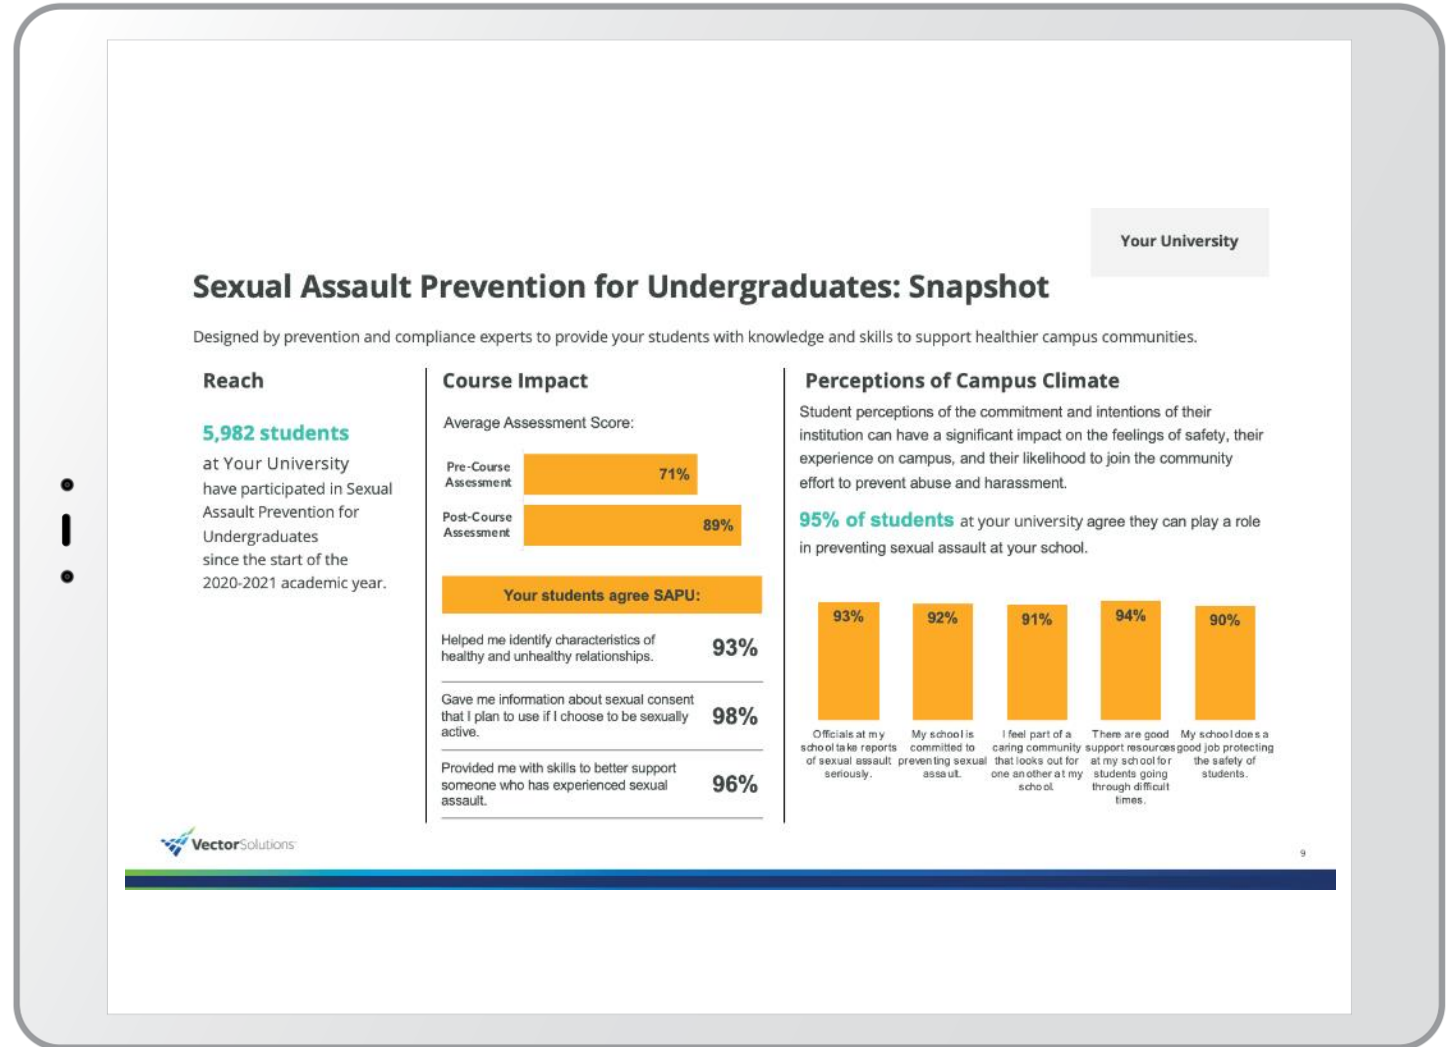 Your University
Sexual Assault Prevention for Undergraduates: Snapshot
Designed by prevention and compliance experts to provide your students with knowledge and skills to support healthier campus communities.
Reach
5,982 students
at Your University
have participated in Sexual
Assault Prevention for
Undergraduates
since the start of the
2020-2021 academic year.
Course Impact
Average Assessment Score:
Pre-Course
Assessment
71%
Post-Course
Assessment
89%
Your students agree SAPU:
Helped me identify characteristics of
healthy and unhealthy relationships.
93%
Gave me information about sexual consent
that I plan to use if I choose to be sexually
active.
98%
Provided me with skills to better support
someone who has experienced sexual
assault.
96%
Perceptions of Campus Climate
Student perceptions of the commitment and intentions of their
institution can have a significant impact on the feelings of safety, their
experience on campus, and their likelihood to join the community
effort to prevent abuse and harassment.
95% of students at your university agree they can play a role
in preventing sexual assault at your school.
93%
92%
91%
94%
90%
Officials at my
school take reports
of sexual assault
seriously.
My school is
committed to
preventing sexual
assault.
I feel part of a
caring community
that looks out for
one another at my
school.
There are good
support resources
at my school for
students going
through difficult
times.
My school does a
good job protecting
the safety of
students.
VectorSolutions
9